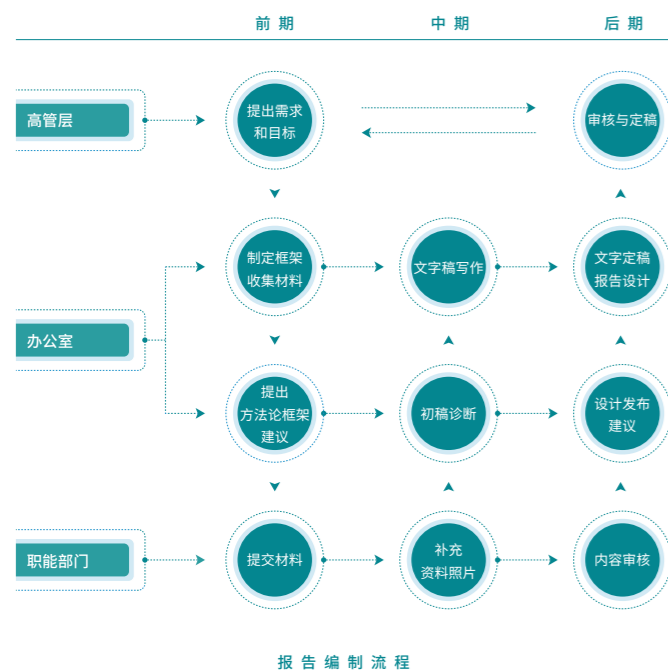 前期
中期
后期
高管层
提出需求
和目标
审核与定稿
制定框架
收集材料
文字稿写作
文字定稿
报告设计
办公室
提出
方法论框架
建议
初稿诊断
设计发布
建议
职能部门
提交材料
补充
资料照片
内容审核
报告编制流程